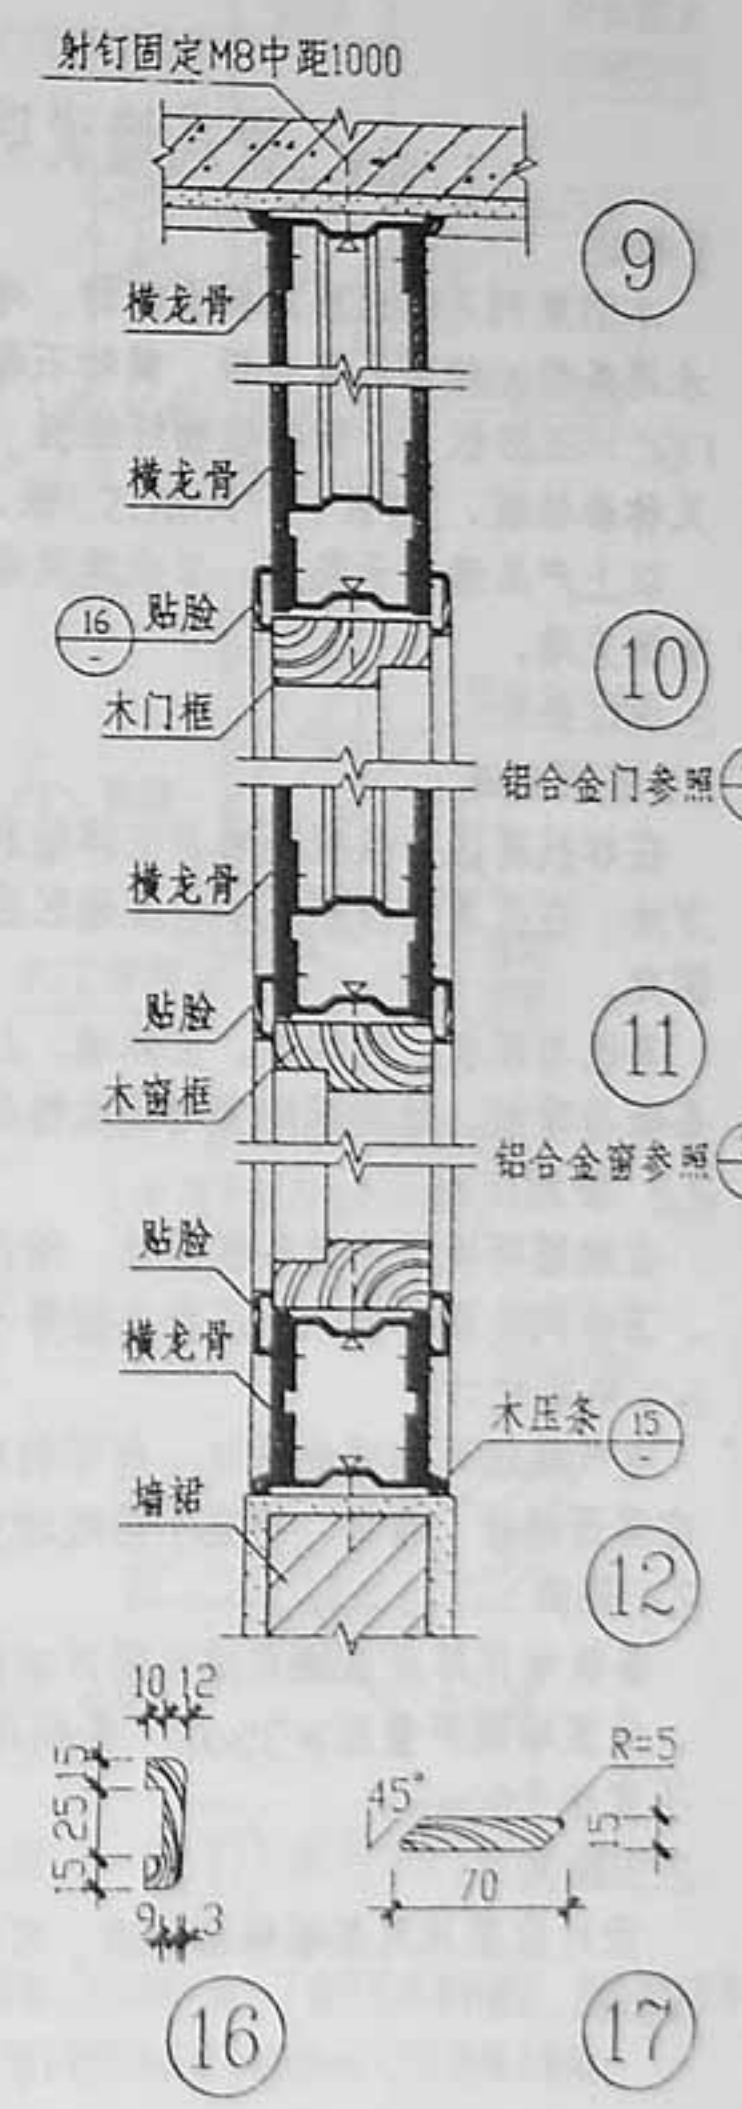 射钉固定M8中距1000
9
横龙骨
横龙骨
16
-
贴脸
10
木门框
铝合金门参照
横龙骨
贴脸
11
木窗框
铝合金窗参照
贴脸
横龙骨
木压条
15
-
墙裙
12
10 12
15
25
15
9 3
16
R=5
45°
15
70
17